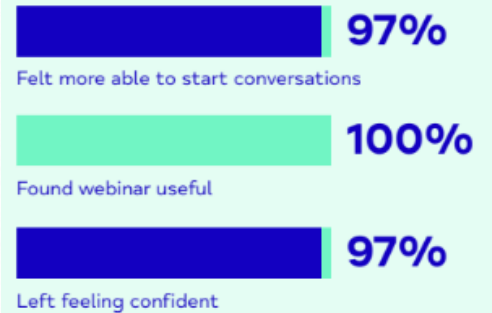 97%
Felt more able to start conversations
100%
Found webinar useful
97%
Left feeling confident